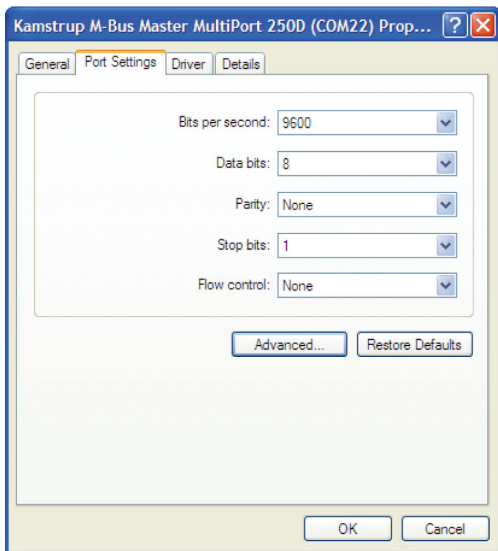 Kamstrup M-Bus Master MultiPort 250D (COM22) Prop...
General Port Settings Driver Details
Bits per second: 9600
Data bits: 8
Parity: None
Stop bits: 1
Flow control: None
Advanced... Restore Defaults
OK Cancel